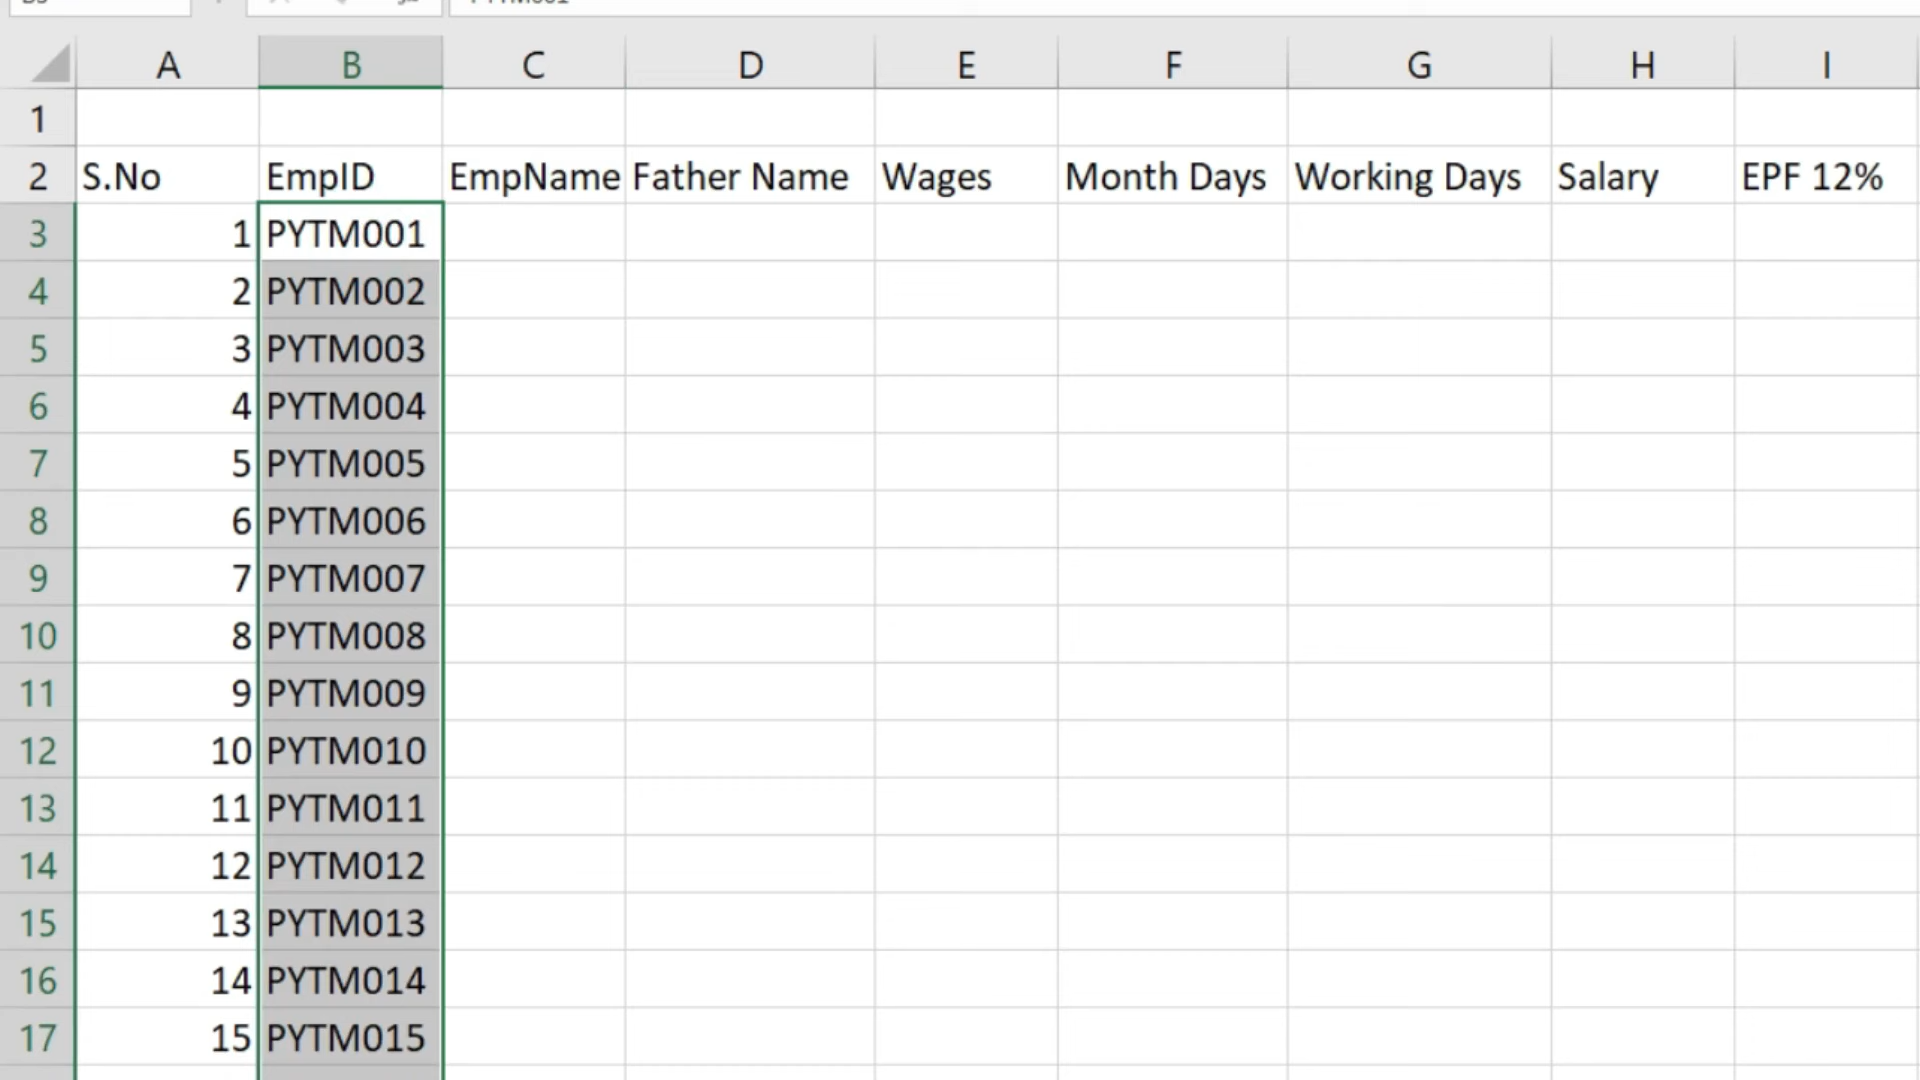 A B C D E F G H I
1
2 S.No EmpID EmpName Father Name Wages Month Days Working Days Salary EPF 12%
3 1 PYTM001
4 2 PYTM002
5 3 PYTM003
6 4 PYTM004
7 5 PYTM005
8 6 PYTM006
9 7 PYTM007
10 8 PYTM008
11 9 PYTM009
12 10 PYTM010
13 11 PYTM011
14 12 PYTM012
15 13 PYTM013
16 14 PYTM014
17 15 PYTM015